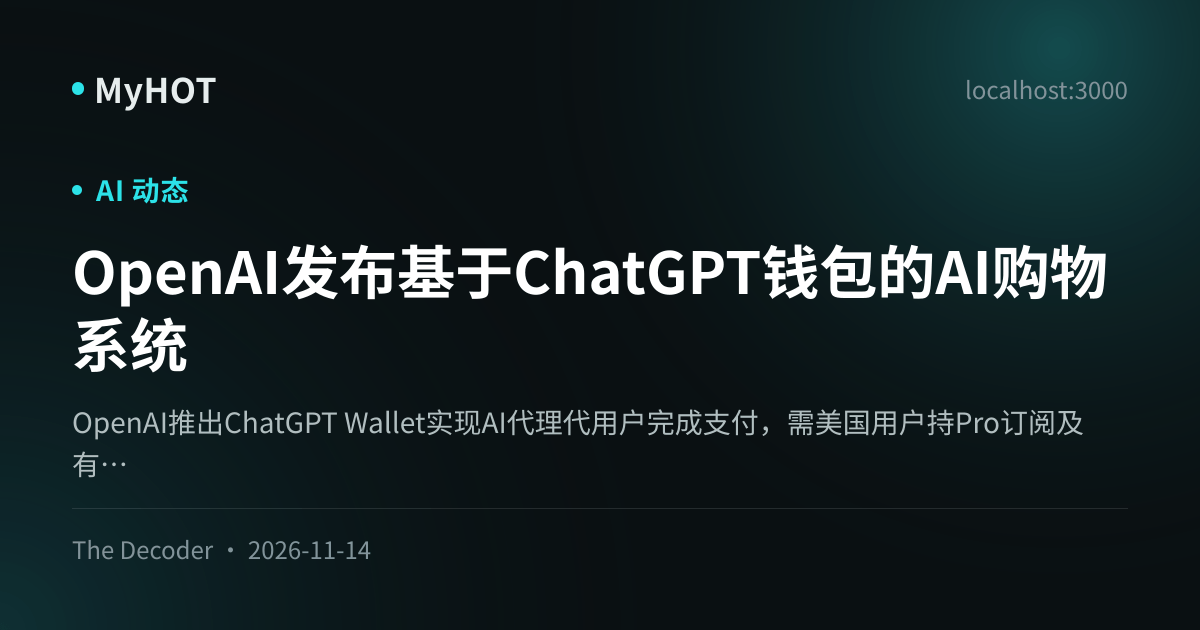 MyHOT
localhost:3000
AI 动态
OpenAI发布基于ChatGPT钱包的AI购物
系统
OpenAI推出ChatGPT Wallet实现AI代理代用户完成支付，需美国用户持Pro订阅及
有…
The Decoder • 2026-11-14